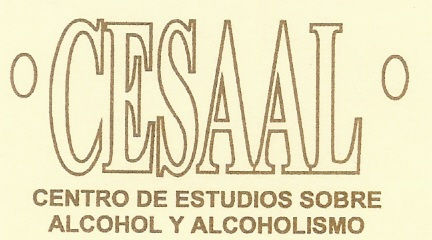 CESAAL
CENTRO DE ESTUDIOS SOBRE
ALCOHOL Y ALCOHOLISMO